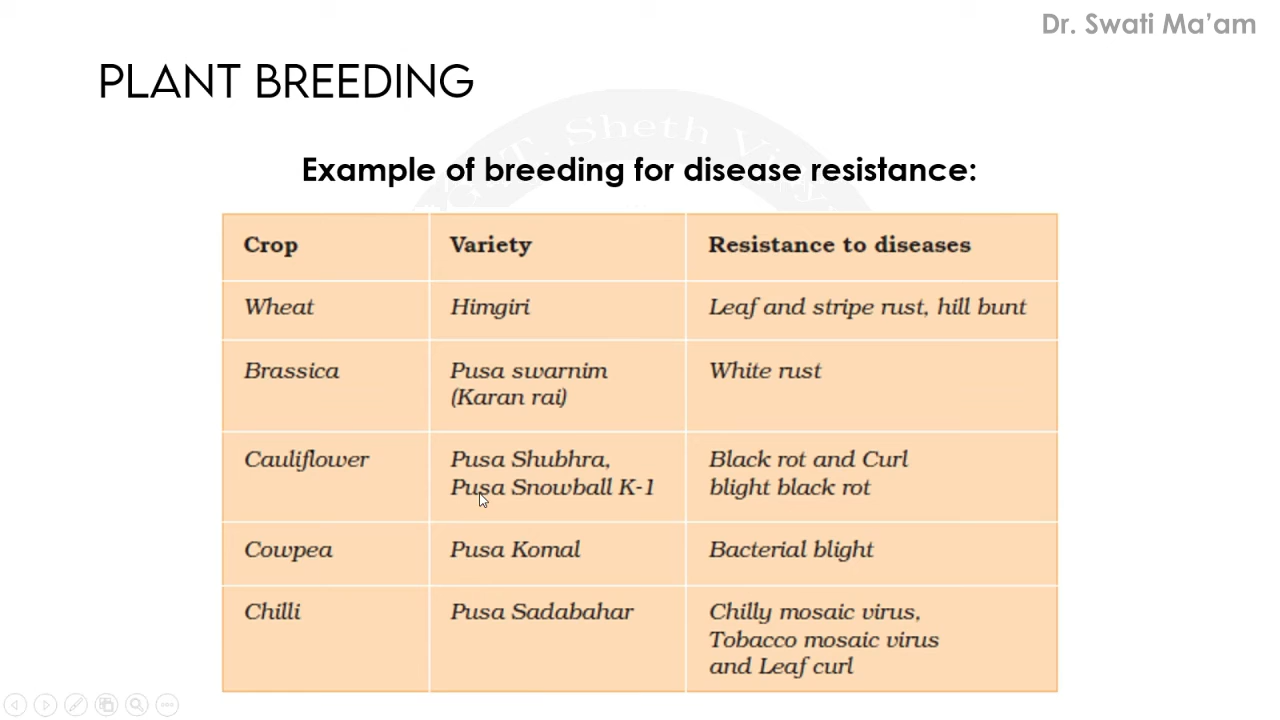 Dr. Swati Ma'am
PLANT BREEDING
T. Sheth
Example of breeding for disease resistance:
Crop Variety Resistance to diseases
Wheat Himgiri Leaf and stripe rust, hill bunt
Brassica Pusa swarnim White rust
(Karan rai)
Cauliflower Pusa Shubhra, Black rot and Curl
Pusa Snowball K-1 blight black rot
Cowpea Pusa Komal Bacterial blight
Chilli Pusa Sadabahar Chilly mosaic virus,
Tobacco mosaic virus
and Leaf curl